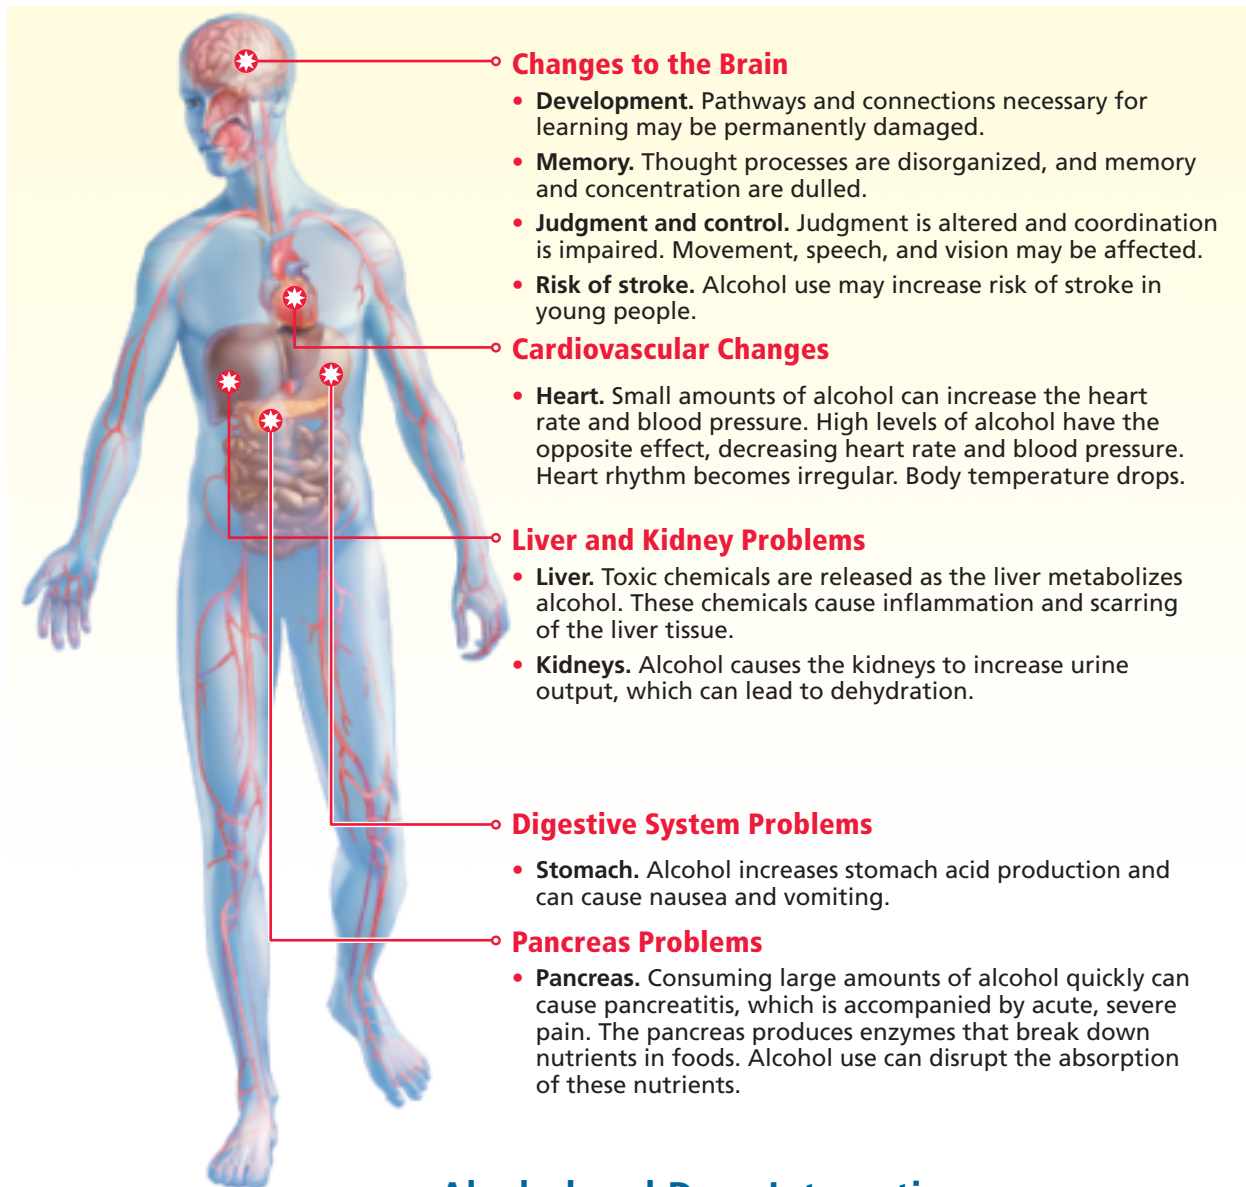 Changes to the Brain
• Development. Pathways and connections necessary for
learning may be permanently damaged.
• Memory. Thought processes are disorganized, and memory
and concentration are dulled.
• Judgment and control. Judgment is altered and coordination
is impaired. Movement, speech, and vision may be affected.
• Risk of stroke. Alcohol use may increase risk of stroke in
young people.
Cardiovascular Changes
• Heart. Small amounts of alcohol can increase the heart
rate and blood pressure. High levels of alcohol have the
opposite effect, decreasing heart rate and blood pressure.
Heart rhythm becomes irregular. Body temperature drops.
Liver and Kidney Problems
• Liver. Toxic chemicals are released as the liver metabolizes
alcohol. These chemicals cause inflammation and scarring
of the liver tissue.
• Kidneys. Alcohol causes the kidneys to increase urine
output, which can lead to dehydration.
Digestive System Problems
• Stomach. Alcohol increases stomach acid production and
can cause nausea and vomiting.
Pancreas Problems
• Pancreas. Consuming large amounts of alcohol quickly can
cause pancreatitis, which is accompanied by acute, severe
pain. The pancreas produces enzymes that break down
nutrients in foods. Alcohol use can disrupt the absorption
of these nutrients.